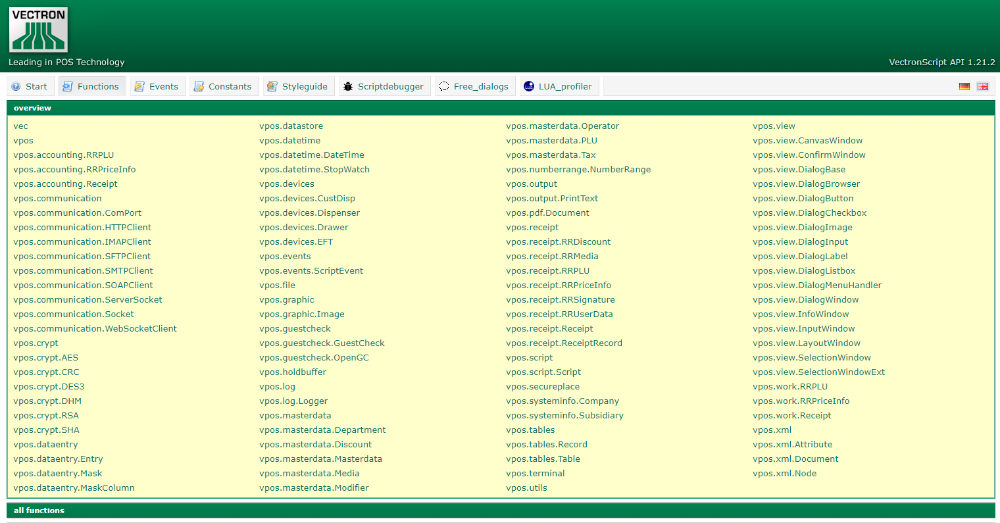 VECTRON
Leading in POS Technology
VectronScript API 1.21.2
Start
Functions
Events
Constants
Styleguide
Scriptdebugger
Free_dialogs
LUA_profiler
overview
vec
vpos
vpos.accounting.RRPLU
vpos.accounting.RRPriceInfo
vpos.accounting.Receipt
vpos.communication
vpos.communication.ComPort
vpos.communication.HTTPClient
vpos.communication.IMAPClient
vpos.communication.SFTPClient
vpos.communication.SMTPClient
vpos.communication.SOAPClient
vpos.communication.ServerSocket
vpos.communication.Socket
vpos.communication.WebSocketClient
vpos.crypt
vpos.crypt.AES
vpos.crypt.CRC
vpos.crypt.DES3
vpos.crypt.DHM
vpos.crypt.RSA
vpos.crypt.SHA
vpos.dataentry
vpos.dataentry.Entry
vpos.dataentry.Mask
vpos.dataentry.MaskColumn
vpos.datastore
vpos.datetime
vpos.datetime.DateTime
vpos.datetime.StopWatch
vpos.devices
vpos.devices.CustDisp
vpos.devices.Dispenser
vpos.devices.Drawer
vpos.devices.EFT
vpos.events
vpos.events.ScriptEvent
vpos.file
vpos.graphic
vpos.graphic.Image
vpos.guestcheck
vpos.guestcheck.GuestCheck
vpos.guestcheck.OpenGC
vpos.holdbuffer
vpos.log
vpos.log.Logger
vpos.masterdata
vpos.masterdata.Department
vpos.masterdata.Discount
vpos.masterdata.Masterdata
vpos.masterdata.Media
vpos.masterdata.Modifier
vpos.masterdata.Operator
vpos.masterdata.PLU
vpos.masterdata.Tax
vpos.numberrange.NumberRange
vpos.output
vpos.output.PrintText
vpos.pdf.Document
vpos.receipt
vpos.receipt.RRDiscount
vpos.receipt.RRMedia
vpos.receipt.RRPLU
vpos.receipt.RRPriceInfo
vpos.receipt.RRSignature
vpos.receipt.RRUserData
vpos.receipt.Receipt
vpos.receipt.ReceiptRecord
vpos.script
vpos.script.Script
vpos.secureplace
vpos.systeminfo.Company
vpos.systeminfo.Subsidiary
vpos.tables
vpos.tables.Record
vpos.tables.Table
vpos.terminal
vpos.utils
vpos.view
vpos.view.CanvasWindow
vpos.view.ConfirmWindow
vpos.view.DialogBase
vpos.view.DialogBrowser
vpos.view.DialogButton
vpos.view.DialogCheckbox
vpos.view.DialogImage
vpos.view.DialogInput
vpos.view.DialogLabel
vpos.view.DialogListbox
vpos.view.DialogMenuHandler
vpos.view.DialogWindow
vpos.view.InfoWindow
vpos.view.InputWindow
vpos.view.LayoutWindow
vpos.view.SelectionWindow
vpos.view.SelectionWindowExt
vpos.work.RRPLU
vpos.work.RRPriceInfo
vpos.work.Receipt
vpos.xml
vpos.xml.Attribute
vpos.xml.Document
vpos.xml.Node
all functions